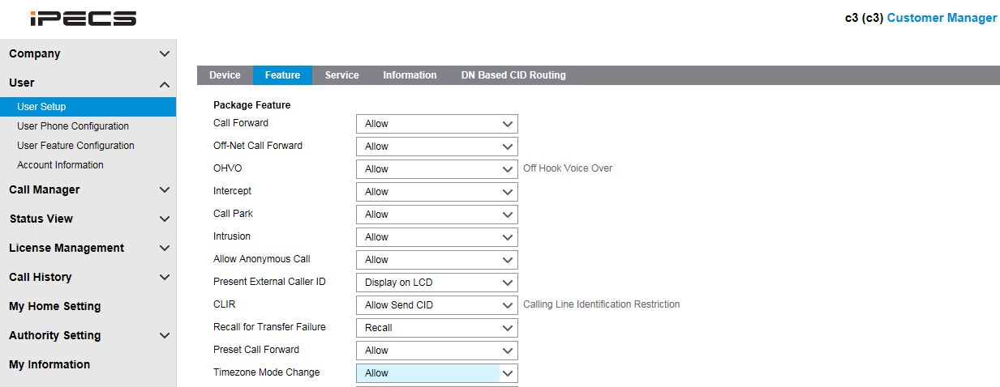 iPECS
c3 (c3) Customer Manager
Company
User
User Setup
User Phone Configuration
User Feature Configuration
Account Information
Call Manager
Status View
License Management
Call History
My Home Setting
Authority Setting
My Information
Device Feature Service Information DN Based CID Routing
Package Feature
Call Forward Allow
Off-Net Call Forward Allow
OHVO Allow Off Hook Voice Over
Intercept Allow
Call Park Allow
Intrusion Allow
Allow Anonymous Call Allow
Present External Caller ID Display on LCD
CLIR Allow Send CID Calling Line Identification Restriction
Recall for Transfer Failure Recall
Preset Call Forward Allow
Timezone Mode Change Allow